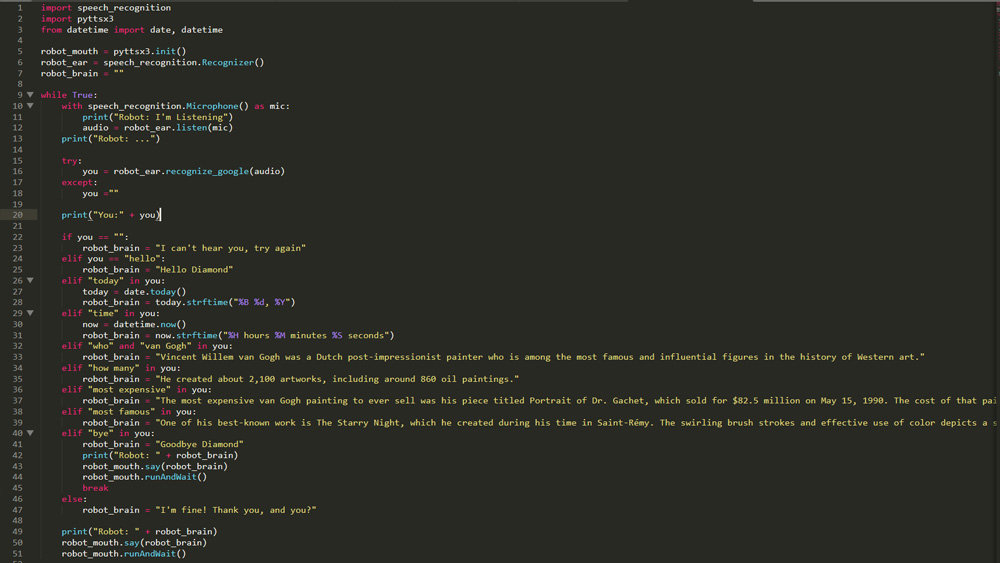 1 import speech_recognition
2 import pyttsx3
3 from datetime import date, datetime
4
5 robot_mouth = pyttsx3.init()
6 robot_ear = speech_recognition.Recognizer()
7 robot_brain = ""
8
9 while True:
10     with speech_recognition.Microphone() as mic:
11         print("Robot: I'm Listening")
12         audio = robot_ear.listen(mic)
13     print("Robot: ...")
14
15     try:
16         you = robot_ear.recognize_google(audio)
17     except:
18         you =""
19
20     print("You:" + you)
21
22     if you == "":
23         robot_brain = "I can't hear you, try again"
24     elif you == "hello":
25         robot_brain = "Hello Diamond"
26     elif "today" in you:
27         today = date.today()
28         robot_brain = today.strftime("%B %d, %Y")
29     elif "time" in you:
30         now = datetime.now()
31         robot_brain = now.strftime("%H hours %M minutes %S seconds")
32     elif "who" and "van Gogh" in you:
33         robot_brain = "Vincent Willem van Gogh was a Dutch post-impressionist painter who is among the most famous and influential figures in the history of Western art."
34     elif "how many" in you:
35         robot_brain = "He created about 2,100 artworks, including around 860 oil paintings."
36     elif "most expensive" in you:
37         robot_brain = "The most expensive van Gogh painting to ever sell was his piece titled Portrait of Dr. Gachet, which sold for $82.5 million on May 15, 1990. The cost of that pai
38     elif "most famous" in you:
39         robot_brain = "One of his best-known work is The Starry Night, which he created during his time in Saint-Rémy. The swirling brush strokes and effective use of color depicts a s
40     elif "bye" in you:
41         robot_brain = "Goodbye Diamond"
42         print("Robot: " + robot_brain)
43         robot_mouth.say(robot_brain)
44         robot_mouth.runAndWait()
45         break
46     else:
47         robot_brain = "I'm fine! Thank you, and you?"
48
49     print("Robot: " + robot_brain)
50     robot_mouth.say(robot_brain)
51     robot_mouth.runAndWait()